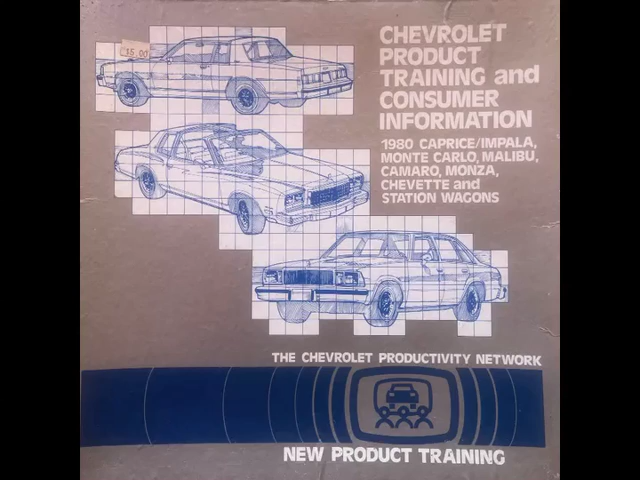 $5.00
CHEVROLET
PRODUCT
TRAINING and
CONSUMER
INFORMATION
1980 CAPRICE/IMPALA,
MONTE CARLO, MALIBU,
CAMARO, MONZA,
CHEVETTE and
STATION WAGONS
THE CHEVROLET PRODUCTIVITY NETWORK
NEW PRODUCT TRAINING